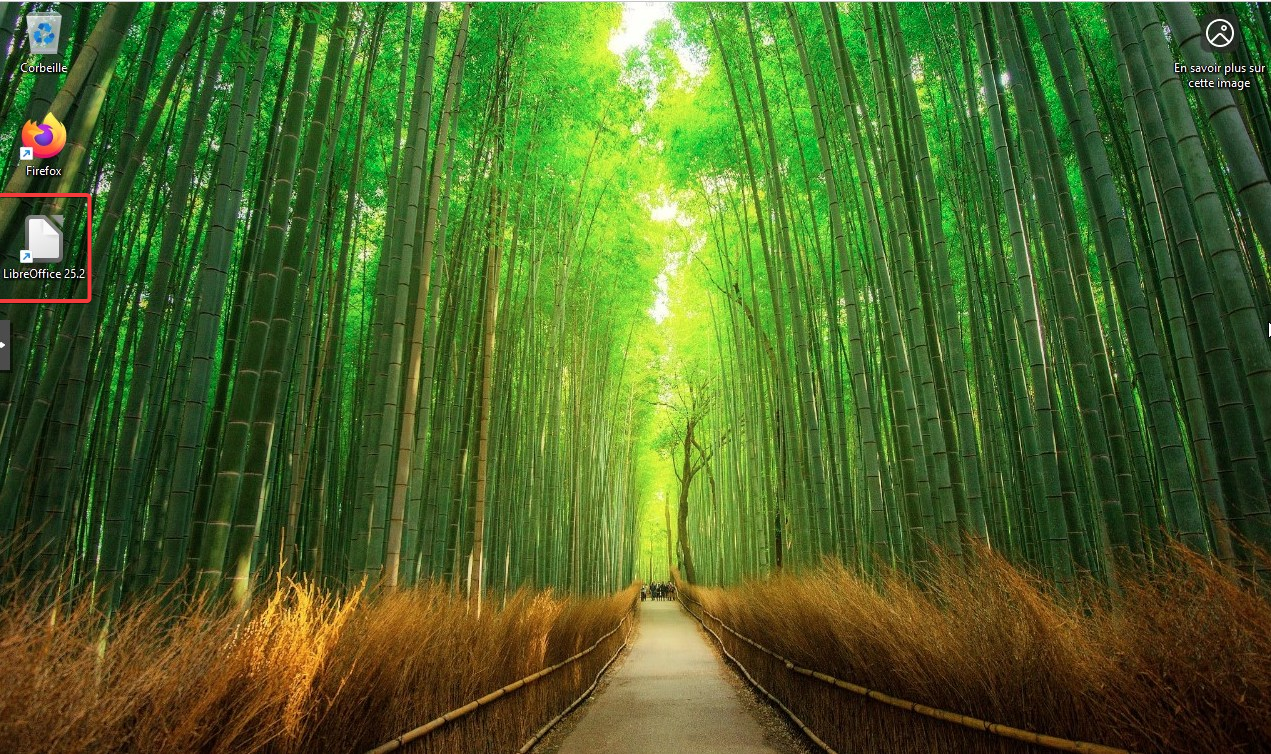 Corbeille
En savoir plus sur
cette image
Firefox
LibreOffice 25.2